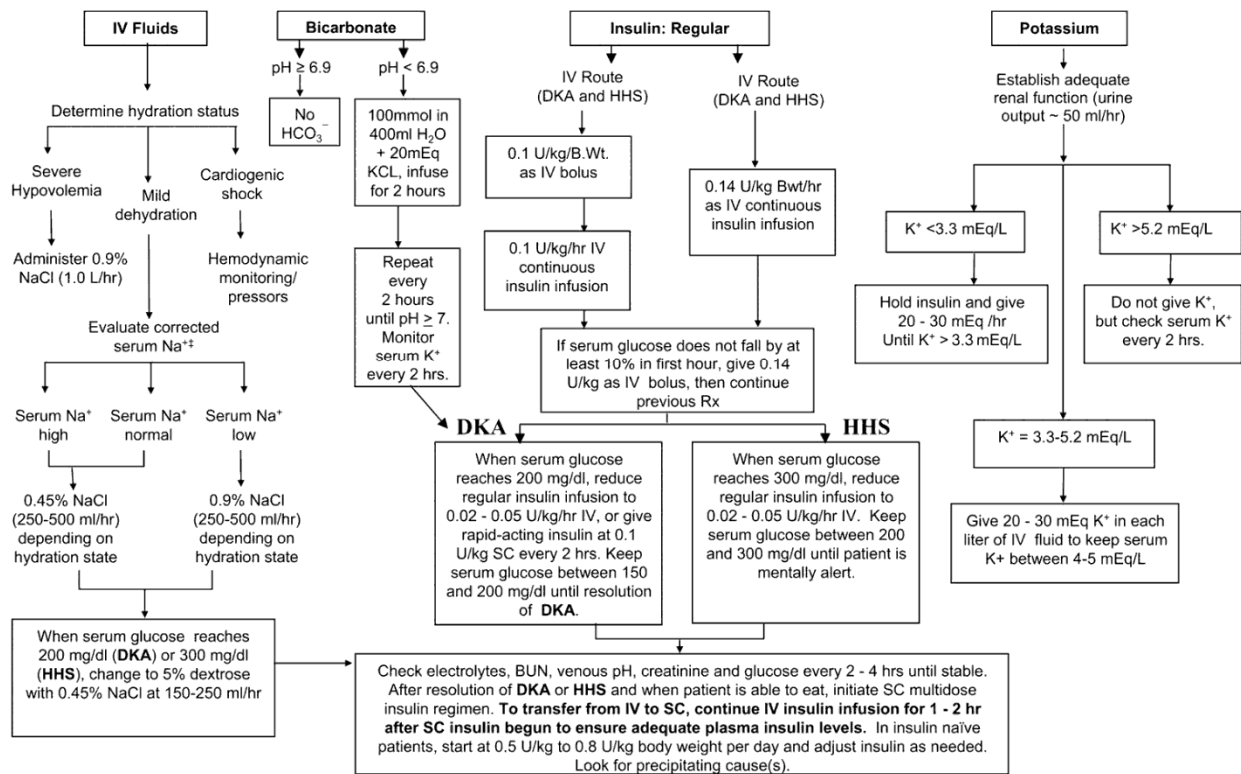 IV Fluids
Determine hydration status
Severe
Hypovolemia
Administer 0.9%
NaCl (1.0 L/hr)
Mild
dehydration
Cardiogenic
shock
Hemodynamic
monitoring/
pressors
Evaluate corrected
serum Na⁺‡
Serum Na⁺
high
Serum Na⁺
normal
Serum Na⁺
low
0.45% NaCl
(250-500 ml/hr)
depending on
hydration state
0.9% NaCl
(250-500 ml/hr)
depending on
hydration state
When serum glucose reaches
200 mg/dl (DKA) or 300 mg/dl
(HHS), change to 5% dextrose
with 0.45% NaCl at 150-250 ml/hr
Bicarbonate
pH ≥ 6.9
No
HCO₃⁻
pH < 6.9
100mmol in
400ml H₂O
+ 20mEq
KCL, infuse
for 2 hours
Repeat
every
2 hours
until pH ≥ 7.
Monitor
serum K⁺
every 2 hrs.
Insulin: Regular
IV Route
(DKA and HHS)
0.1 U/kg/B.Wt.
as IV bolus
0.1 U/kg/hr IV
continuous
insulin infusion
IV Route
(DKA and HHS)
0.14 U/kg Bwt/hr
as IV continuous
insulin infusion
If serum glucose does not fall by at
least 10% in first hour, give 0.14
U/kg as IV bolus, then continue
previous Rx
DKA
When serum glucose
reaches 200 mg/dl, reduce
regular insulin infusion to
0.02 - 0.05 U/kg/hr IV, or give
rapid-acting insulin at 0.1
U/kg SC every 2 hrs. Keep
serum glucose between 150
and 200 mg/dl until resolution
of DKA.
HHS
When serum glucose
reaches 300 mg/dl, reduce
regular insulin infusion to
0.02 - 0.05 U/kg/hr IV. Keep
serum glucose between 200
and 300 mg/dl until patient is
mentally alert.
Potassium
Establish adequate
renal function (urine
output ~ 50 ml/hr)
K⁺ <3.3 mEq/L
Hold insulin and give
20 - 30 mEq /hr
Until K⁺ > 3.3 mEq/L
K⁺ >5.2 mEq/L
Do not give K⁺,
but check serum K⁺
every 2 hrs.
K⁺ = 3.3-5.2 mEq/L
Give 20 - 30 mEq K⁺ in each
liter of IV fluid to keep serum
K+ between 4-5 mEq/L
Check electrolytes, BUN, venous pH, creatinine and glucose every 2 - 4 hrs until stable.
After resolution of DKA or HHS and when patient is able to eat, initiate SC multidose
insulin regimen. To transfer from IV to SC, continue IV insulin infusion for 1 - 2 hr
after SC insulin begun to ensure adequate plasma insulin levels. In insulin naïve
patients, start at 0.5 U/kg to 0.8 U/kg body weight per day and adjust insulin as needed.
Look for precipitating cause(s).